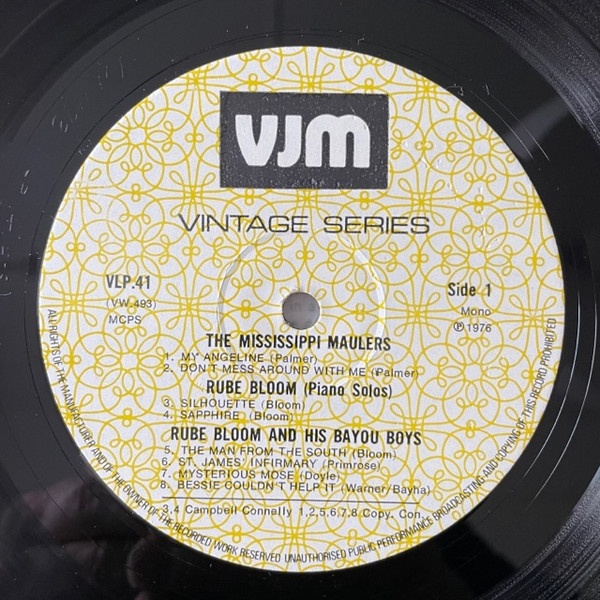 VJM
VINTAGE SERIES
VLP.41
(VW.493)
MCPS
Side 1
Mono
Ⓟ 1976
THE MISSISSIPPI MAULERS
1. MY ANGELINE (Palmer)
2. DON'T MESS AROUND WITH ME (Palmer)
RUBE BLOOM (Piano Solos)
3. SILHOUETTE (Bloom)
4. SAPPHIRE (Bloom)
RUBE BLOOM AND HIS BAYOU BOYS
5. THE MAN FROM THE SOUTH (Bloom)
6. ST. JAMES' INFIRMARY (Primrose)
7. MYSTERIOUS MOSE (Doyle)
8. BESSIE COULDN'T HELP IT (Warner/Bayha)
3,4 Campbell Connelly 1,2,5,6,7,8 Copy. Con.
ALL RIGHTS OF THE MANUFACTURER AND OF THE OWNER OF THE RECORDED WORK RESERVED UNAUTHORISED PUBLIC PERFORMANCE BROADCASTING AND COPYING OF THIS RECORD PROHIBITED